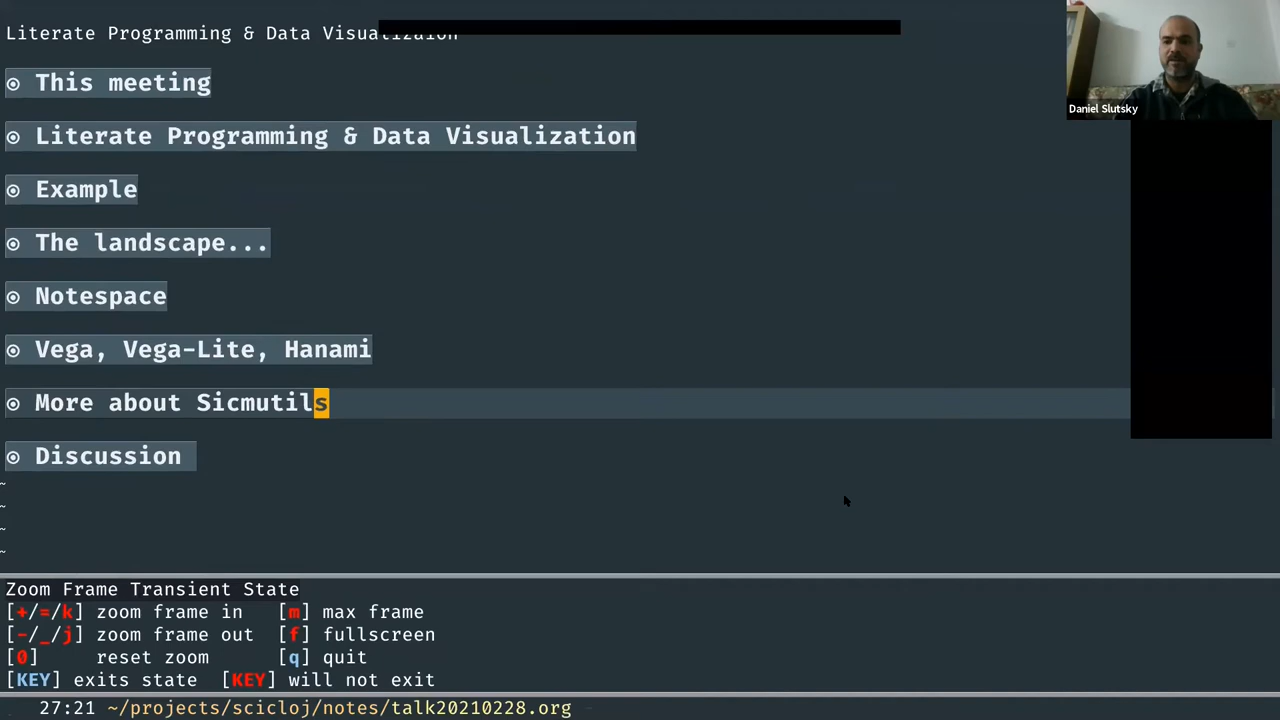 Literate Programming & Data Visualizaion
Daniel Slutsky
⊙ This meeting
⊙ Literate Programming & Data Visualization
⊙ Example
⊙ The landscape...
⊙ Notespace
⊙ Vega, Vega-Lite, Hanami
⊙ More about Sicmutils
⊙ Discussion
~
~
~
~
Zoom Frame Transient State
[+/=/k] zoom frame in [m] max frame
[-/_/j] zoom frame out [f] fullscreen
[0] reset zoom [q] quit
[KEY] exits state [KEY] will not exit
27:21 ~/projects/scicloj/notes/talk20210228.org